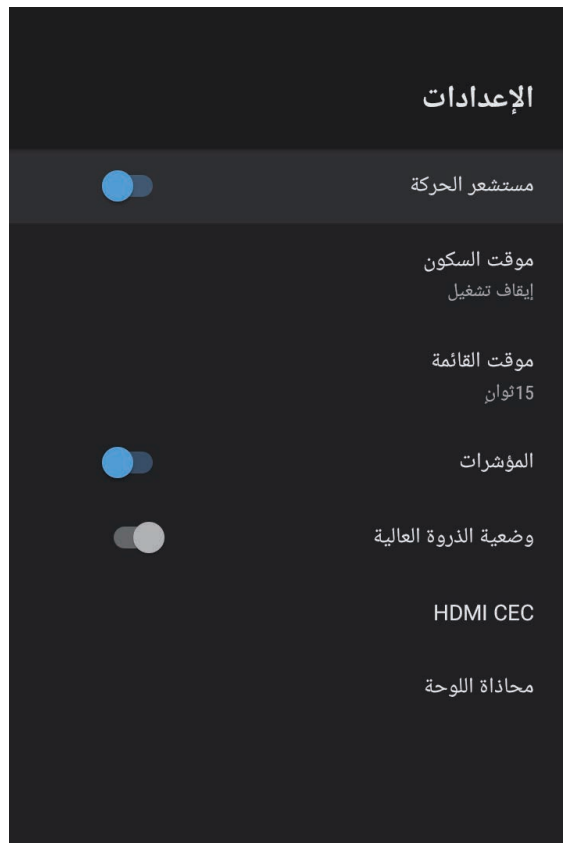 الإعدادات
مستشعر الحركة
موقت السكون
إيقاف تشغيل
موقت القائمة
15ثوانٍ
المؤشرات
وضعية الذروة العالية
HDMI CEC
محاذاة اللوحة